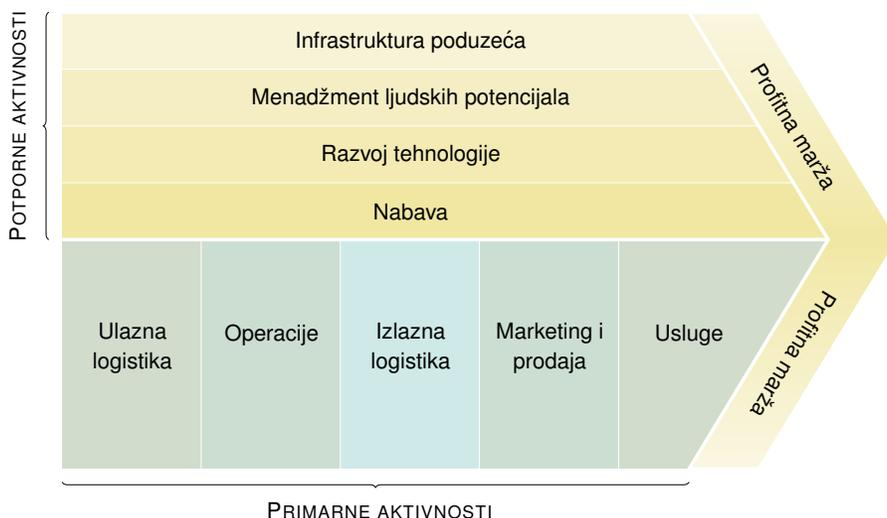 POTPORNE AKTIVNOSTI
Infrastruktura poduzeća
Menadžment ljudskih potencijala
Razvoj tehnologije
Nabava
Profitna marža
Ulazna
logistika
Operacije
Izlazna
logistika
Marketing i
prodaja
Usluge
Profitna marža
PRIMARNE AKTIVNOSTI